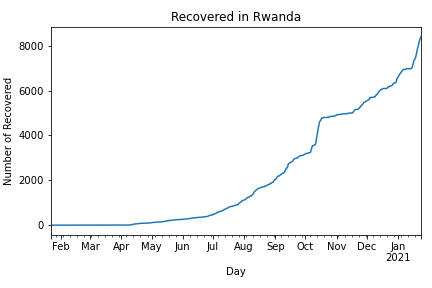 Recovered in Rwanda
Number of Recovered
8000
6000
4000
2000
0
Feb Mar Apr May Jun Jul Aug Sep Oct Nov Dec Jan
2021
Day